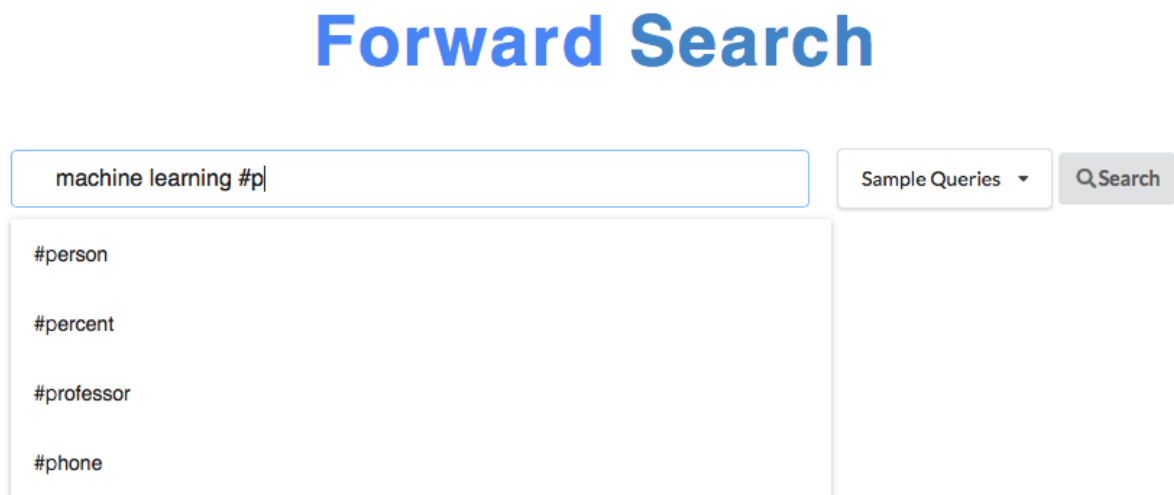 Forward Search
machine learning #p
Sample Queries
Search
#person
#percent
#professor
#phone